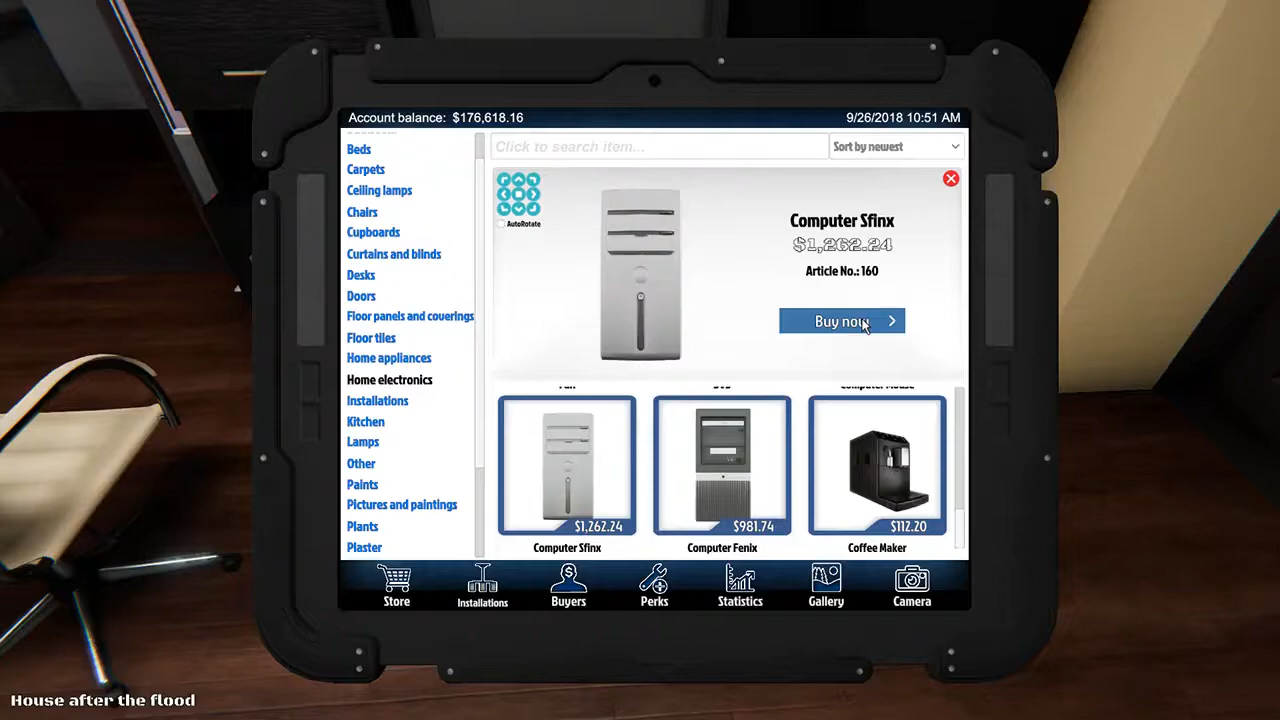 Account balance: $176,618.16
9/26/2018 10:51 AM
Beds
Carpets
Ceiling lamps
Chairs
Cupboards
Curtains and blinds
Desks
Doors
Floor panels and coverings
Floor tiles
Home appliances
Home electronics
Installations
Kitchen
Lamps
Other
Paints
Pictures and paintings
Plants
Plaster
Click to search item...
Sort by newest
AutoRotate
Computer Sfinx
$1,262.24
Article No.: 160
Buy now
Computer Mouse
$1,262.24
$981.74
$112.20
Computer Sfinx
Computer Fenix
Coffee Maker
Store
Installations
Buyers
Perks
Statistics
Gallery
Camera
House after the flood